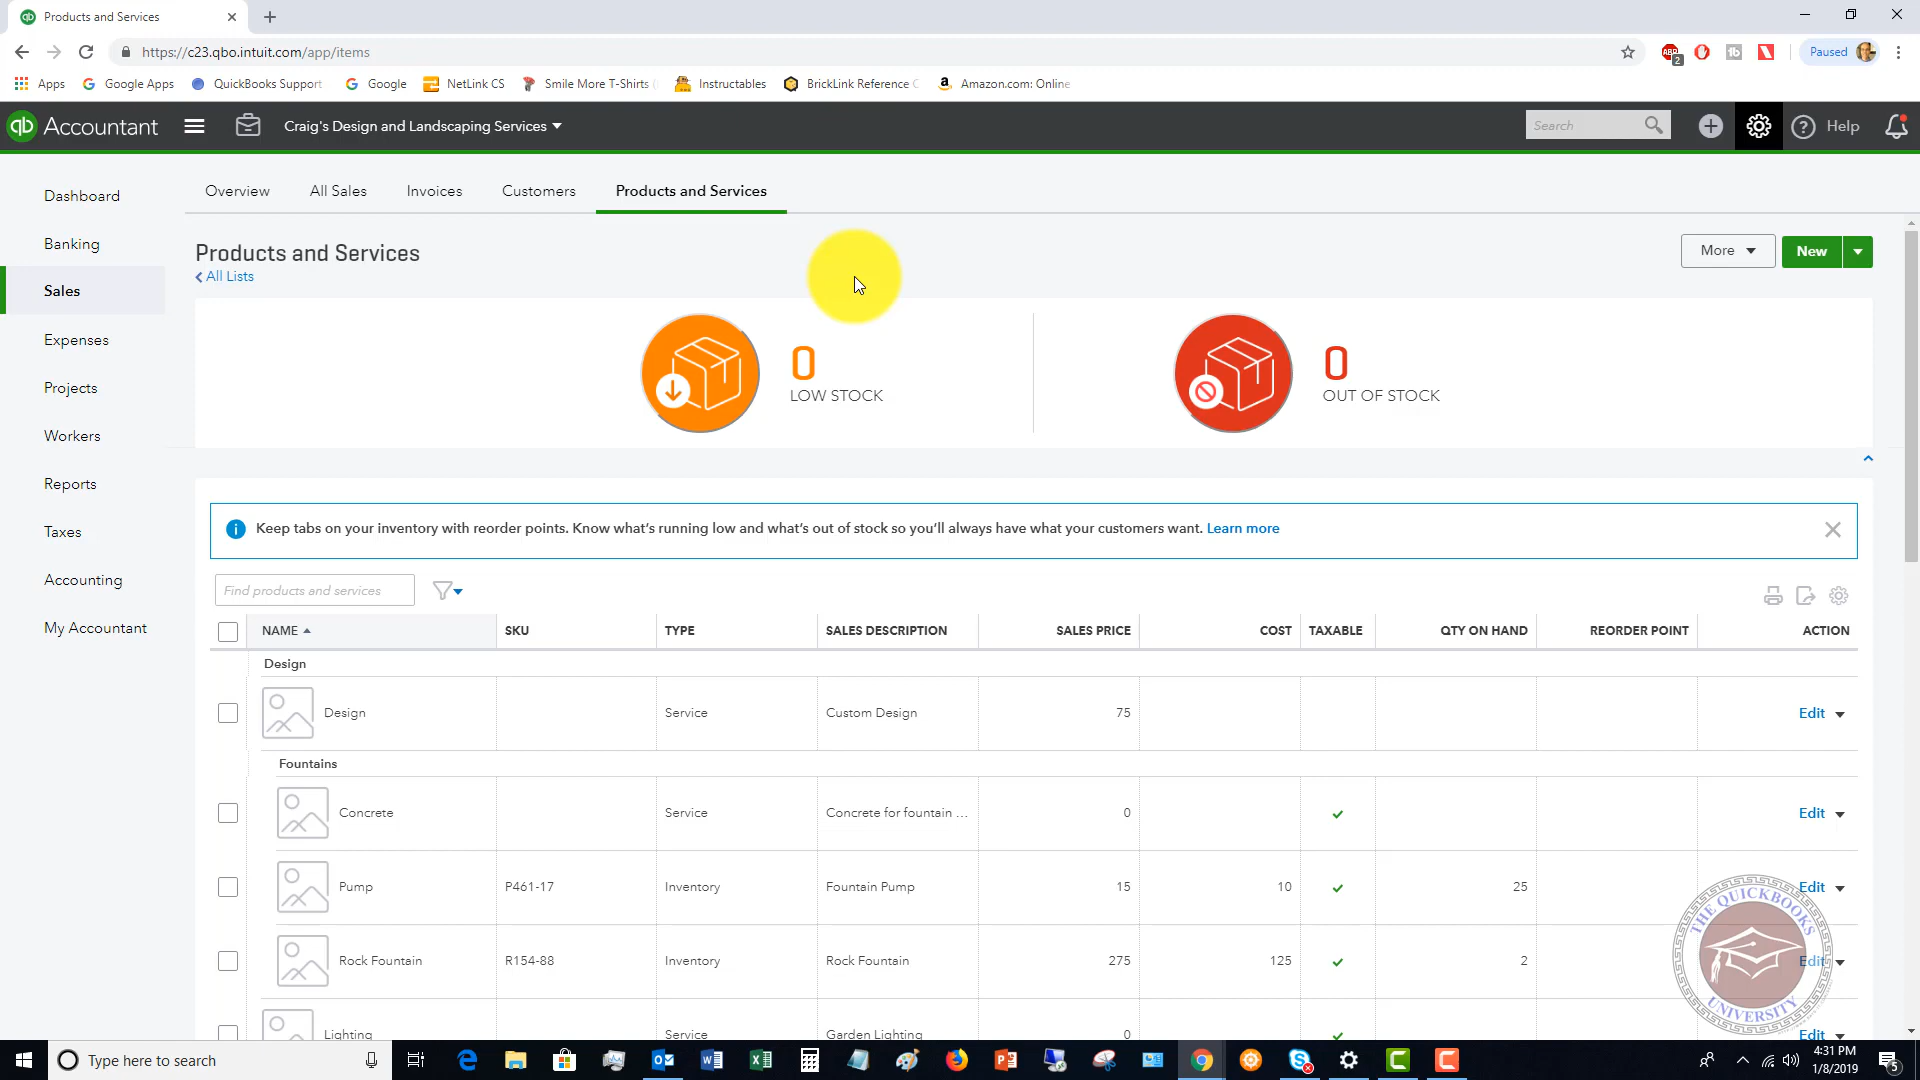 Products and Services
https://c23.qbo.intuit.com/app/items
2
Paused
Apps Google Apps QuickBooks Support Google NetLink CS Smile More T-Shirts ( Instructables BrickLink Reference C Amazon.com: Online
qb Accountant Craig's Design and Landscaping Services Search Help
Dashboard
Banking
Sales
Expenses
Projects
Workers
Reports
Taxes
Accounting
My Accountant
Overview All Sales Invoices Customers Products and Services
Products and Services
All Lists
More New
0
LOW STOCK
0
OUT OF STOCK
Keep tabs on your inventory with reorder points. Know what's running low and what's out of stock so you'll always have what your customers want. Learn more
Find products and services
NAME SKU TYPE SALES DESCRIPTION SALES PRICE COST TAXABLE QTY ON HAND REORDER POINT ACTION
Design
Design Service Custom Design 75 Edit
Fountains
Concrete Service Concrete for fountain ... 0 Edit
Pump P461-17 Inventory Fountain Pump 15 10 25 Edit
Rock Fountain R154-88 Inventory Rock Fountain 275 125 2 Edit
Lighting Service Garden Lighting 0 Edit
THE QUICKBOOKS
UNIVERSITY
Type here to search
4:31 PM
1/8/2019
5